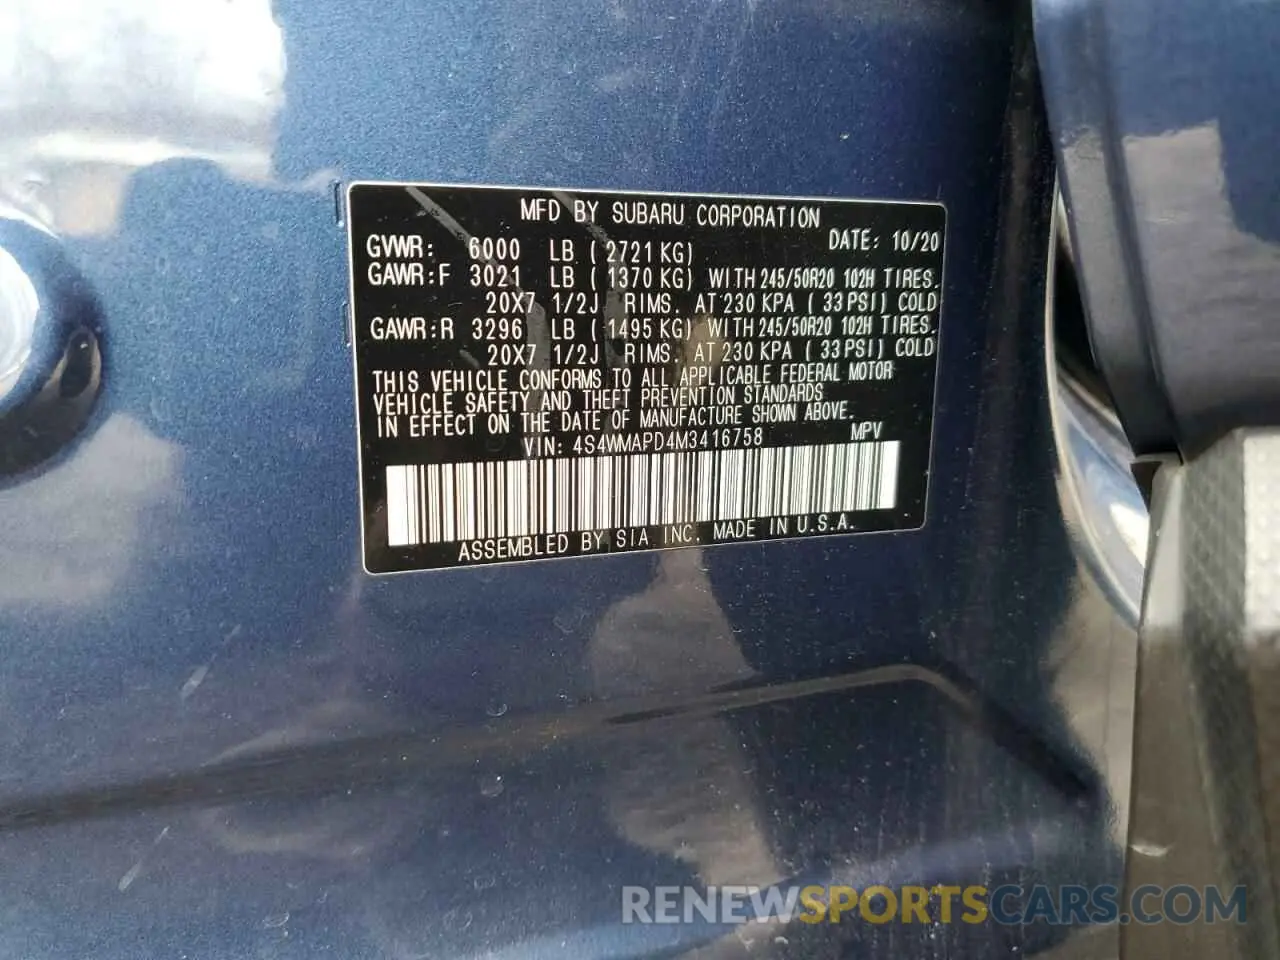 MFD BY SUBARU CORPORATION
DATE: 10/20
GVWR: 6000 LB (2721 KG)
GAWR:F 3021 LB (1370 KG) WITH 245/50R20 102H TIRES.
20X7 1/2J RIMS. AT 230 KPA (33 PSI) COLD
GAWR:R 3296 LB (1495 KG) WITH 245/50R20 102H TIRES.
20X7 1/2J RIMS. AT 230 KPA (33 PSI) COLD
THIS VEHICLE CONFORMS TO ALL APPLICABLE FEDERAL MOTOR
VEHICLE SAFETY AND THEFT PREVENTION STANDARDS
IN EFFECT ON THE DATE OF MANUFACTURE SHOWN ABOVE.
VIN: 4S4WMAPD4M3416758 MPV
ASSEMBLED BY SIA INC. MADE IN U.S.A.
RENEWSPORTSCARS.COM